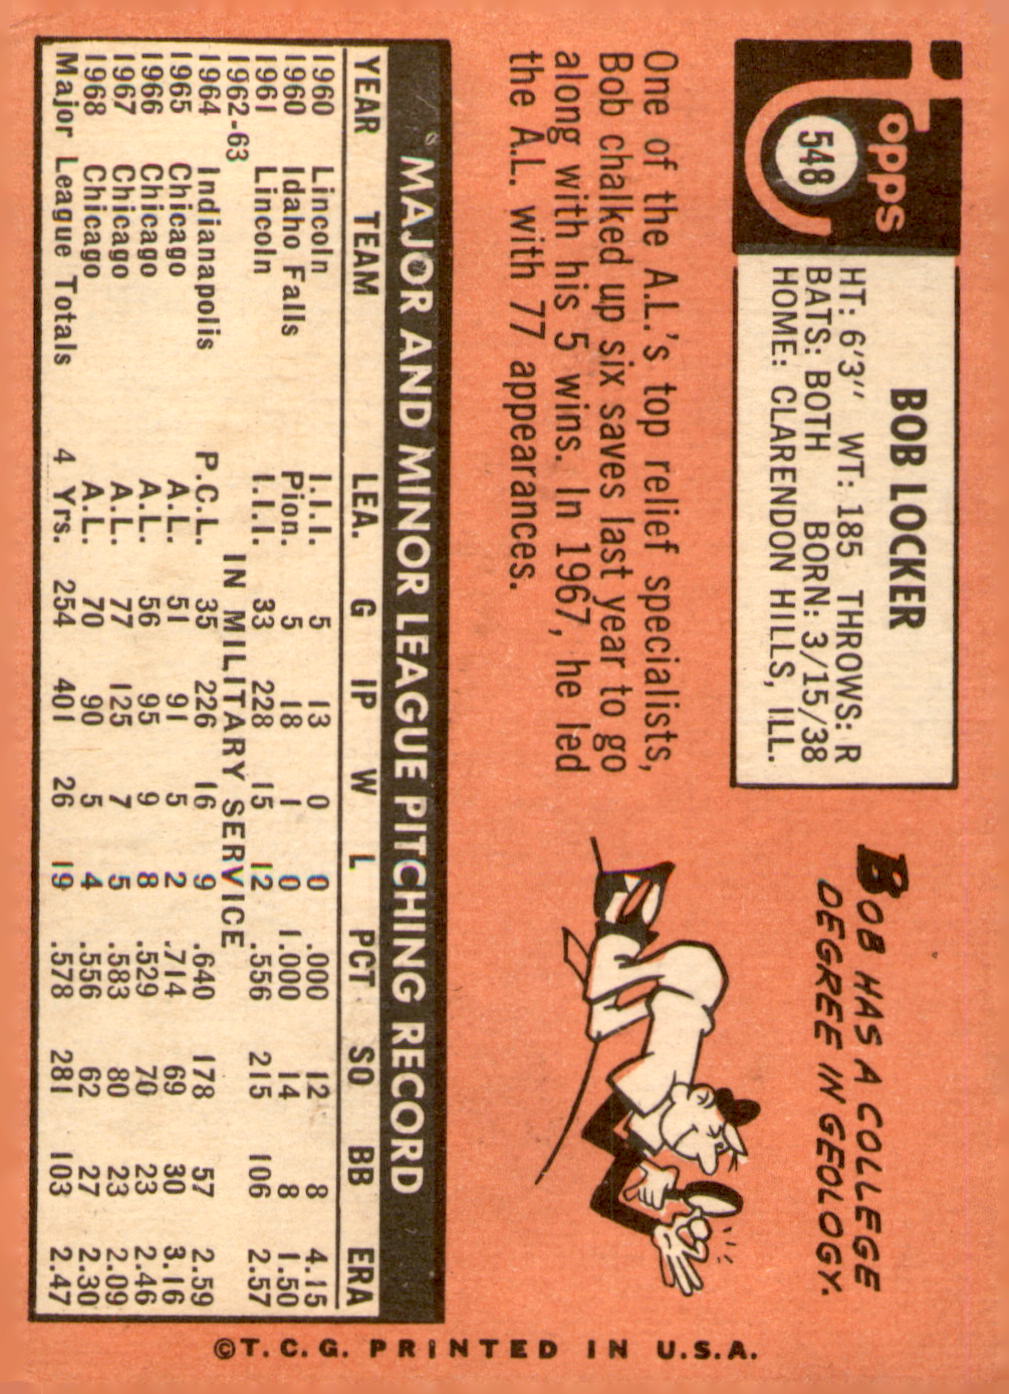 Topps
548
BOB LOCKER
HT: 6'3" WT: 185 THROWS: R
BATS: BOTH BORN: 3/15/38
HOME: CLARENDON HILLS, ILL.
BOB HAS A COLLEGE
DEGREE IN GEOLOGY.
One of the A.L.'s top relief specialists,
Bob chalked up six saves last year to go
along with his 5 wins. In 1967, he led
the A.L. with 77 appearances.
MAJOR AND MINOR LEAGUE PITCHING RECORD
YEAR TEAM LEA. G IP W L PCT SO BB ERA
1960 Lincoln I.I.I. 5 13 0 0 .000 12 8 4.15
1960 Idaho Falls Pion. 5 18 1 0 1.000 14 8 1.50
1961 Lincoln I.I.I. 33 228 15 12 .556 215 106 2.57
1962-63 IN MILITARY SERVICE
1964 Indianapolis P.C.L. 35 226 16 9 .640 178 57 2.59
1965 Chicago A.L. 51 91 5 2 .714 69 30 3.16
1966 Chicago A.L. 56 95 9 8 .529 70 23 2.46
1967 Chicago A.L. 77 125 7 5 .583 80 23 2.09
1968 Chicago A.L. 70 90 5 4 .556 62 27 2.30
Major League Totals 4 Yrs. 254 401 26 19 .578 281 103 2.47
©T.C.G. PRINTED IN U.S.A.